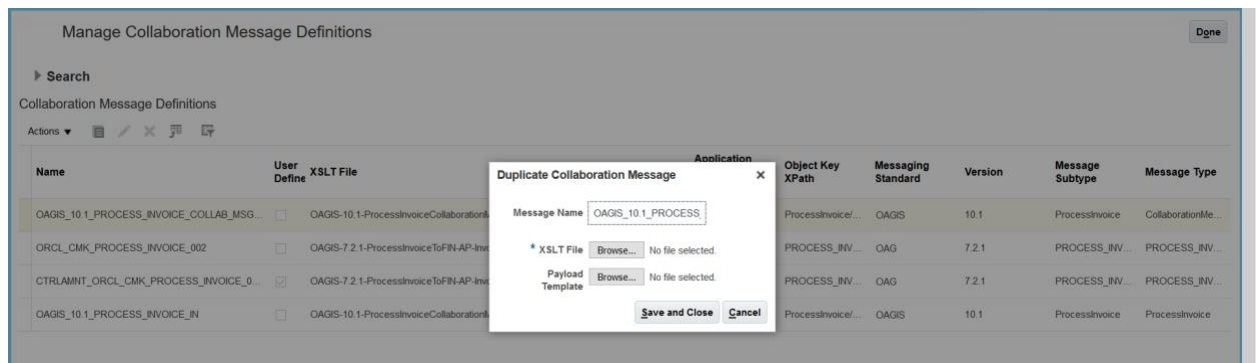 Manage Collaboration Message Definitions
Done
Search
Collaboration Message Definitions
Actions
Name
User Define
XSLT File
Application
Object Key XPath
Messaging Standard
Version
Message Subtype
Message Type
OAGIS_10.1_PROCESS_INVOICE_COLLAB_MSG... OAGIS-10.1-ProcessInvoiceCollaborationM ProcessInvoice/... OAGIS 10.1 ProcessInvoice CollaborationMe...
ORCL_CMK_PROCESS_INVOICE_002 OAGIS-7.2.1-ProcessInvoiceToFIN-AP-Invo PROCESS_INV... OAG 7.2.1 PROCESS_INV... PROCESS_INV...
CTRLAMNT_ORCL_CMK_PROCESS_INVOICE_0... OAGIS-7.2.1-ProcessInvoiceToFIN-AP-Invo PROCESS_INV... OAG 7.2.1 PROCESS_INV... PROCESS_INV...
OAGIS_10.1_PROCESS_INVOICE_IN OAGIS-10.1-ProcessInvoiceCollaborationM ProcessInvoice/... OAGIS 10.1 ProcessInvoice ProcessInvoice
Duplicate Collaboration Message
Message Name OAGIS_10.1_PROCESS_
* XSLT File Browse... No file selected.
Payload Template Browse... No file selected.
Save and Close Cancel